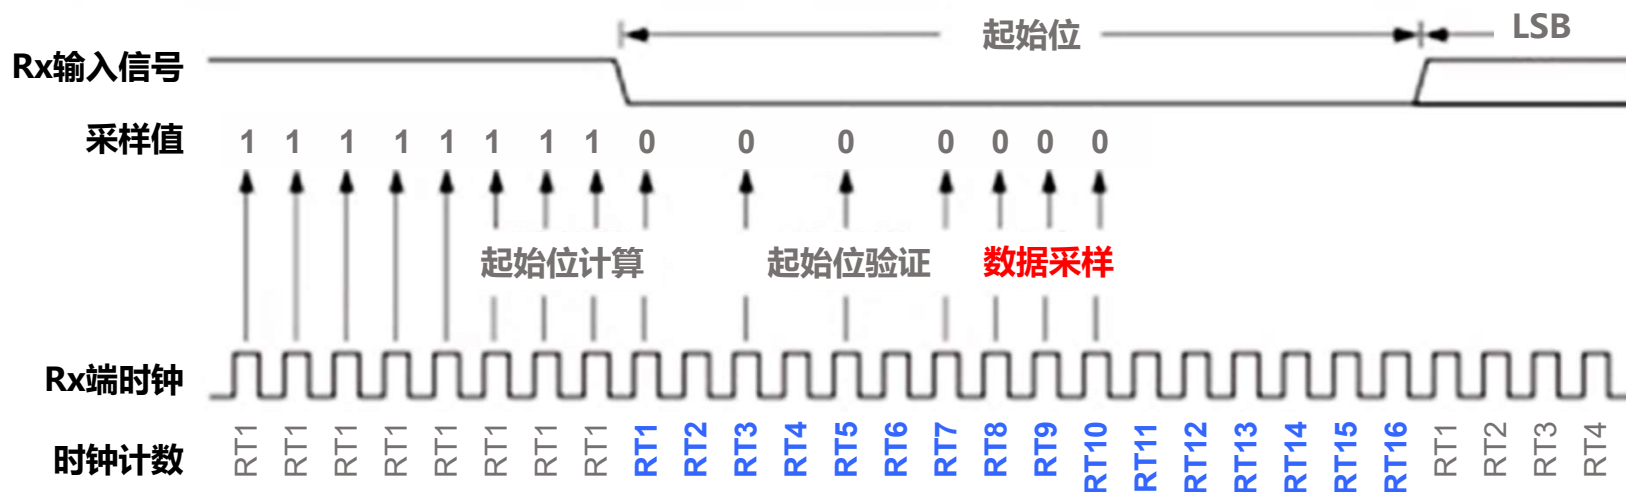 起始位 LSB
Rx输入信号
采样值 1 1 1 1 1 1 1 1 0 0 0 0 0 0 0
起始位计算 起始位验证 数据采样
Rx端时钟
时钟计数 RT1 RT1 RT1 RT1 RT1 RT1 RT1 RT1 RT1 RT2 RT3 RT4 RT5 RT6 RT7 RT8 RT9 RT10 RT11 RT12 RT13 RT14 RT15 RT16 RT1 RT2 RT3 RT4